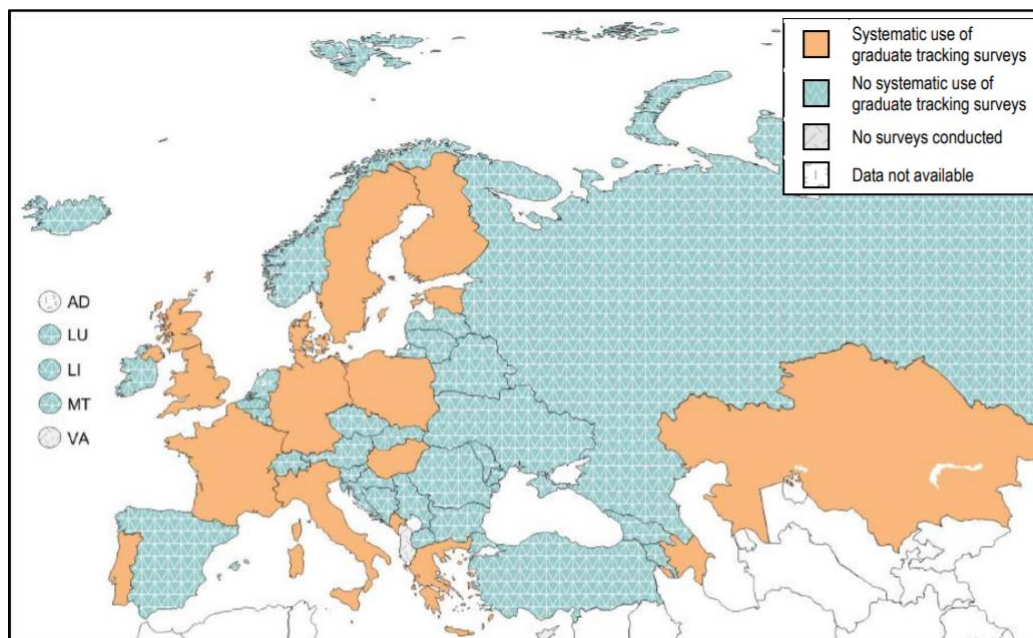 Systematic use of
graduate tracking surveys
No systematic use of
graduate tracking surveys
No surveys conducted
Data not available
AD
LU
LI
MT
VA